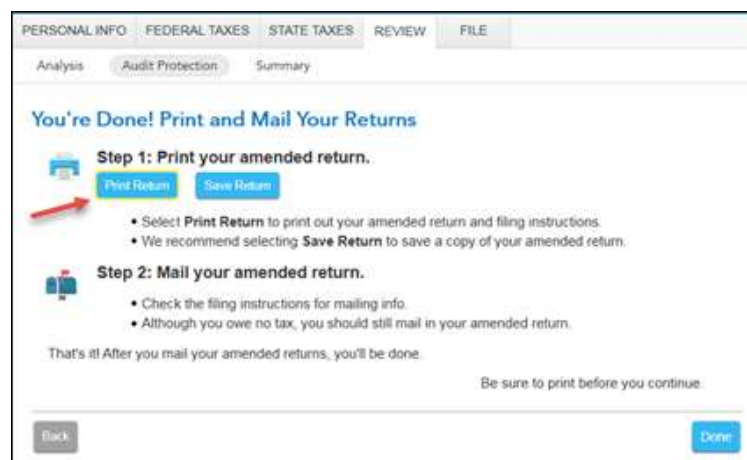 PERSONAL INFO FEDERAL TAXES STATE TAXES REVIEW FILE
Analysis Audit Protection Summary
You're Done! Print and Mail Your Returns
Step 1: Print your amended return.
Print Return Save Return
• Select Print Return to print out your amended return and filing instructions.
• We recommend selecting Save Return to save a copy of your amended return.
Step 2: Mail your amended return.
• Check the filing instructions for mailing info.
• Although you owe no tax, you should still mail in your amended return.
That's it! After you mail your amended returns, you'll be done.
Be sure to print before you continue.
Back Done